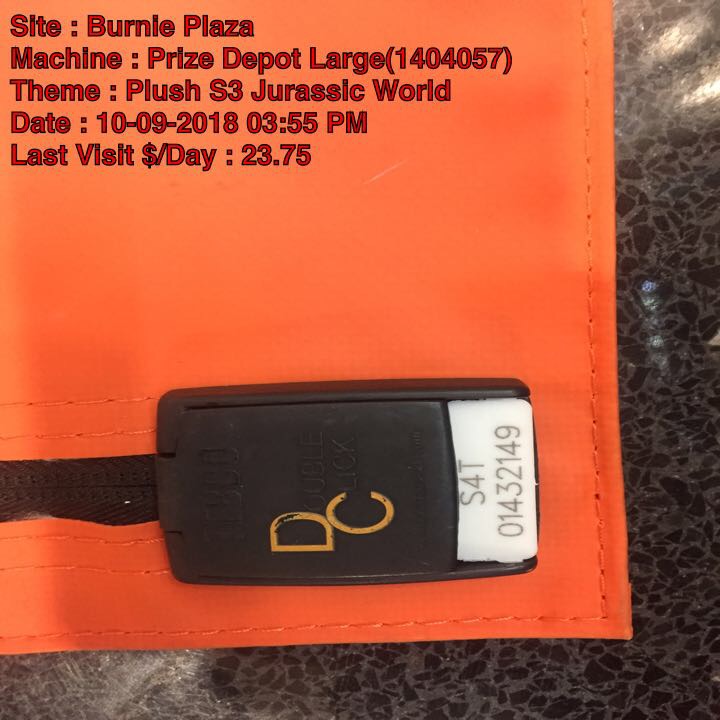 Site : Burnie Plaza
Machine : Prize Depot Large(1404057)
Theme : Plush S3 Jurassic World
Date : 10-09-2018 03:55 PM
Last Visit $/Day : 23.75
DOUBLE
CLICK
S4T
01432149